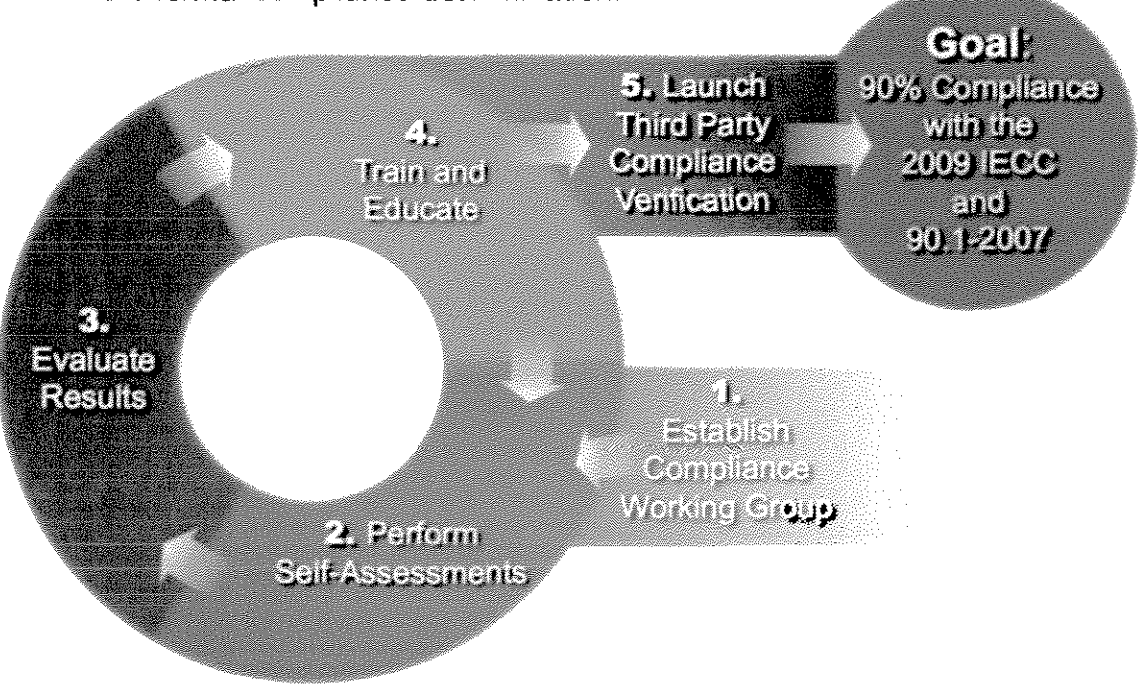 Goal:
90% Compliance
with the
2009 IECC
and
90.1-2007
5. Launch
Third Party
Compliance
Verification
4.
Train and
Educate
3.
Evaluate
Results
1.
Establish
Compliance
Working Group
2. Perform
Self-Assessments